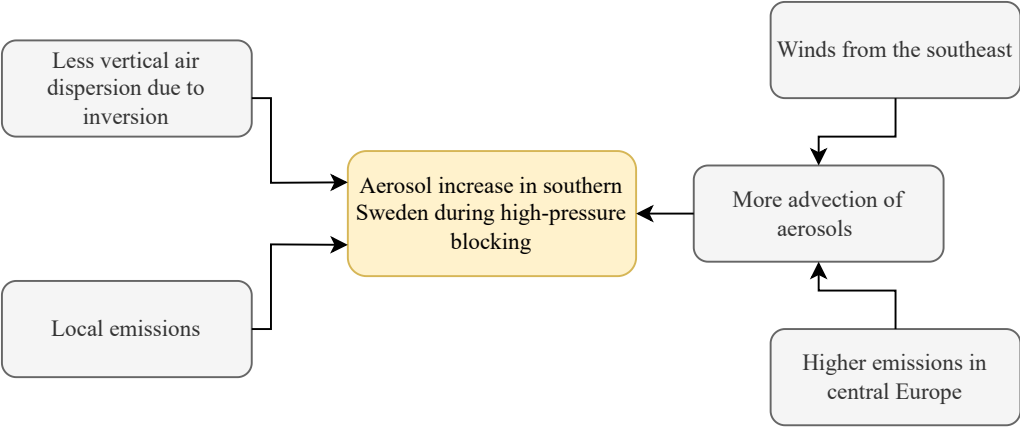 Less vertical air
dispersion due to
inversion
Local emissions
Aerosol increase in southern
Sweden during high-pressure
blocking
Winds from the southeast
More advection of
aerosols
Higher emissions in
central Europe